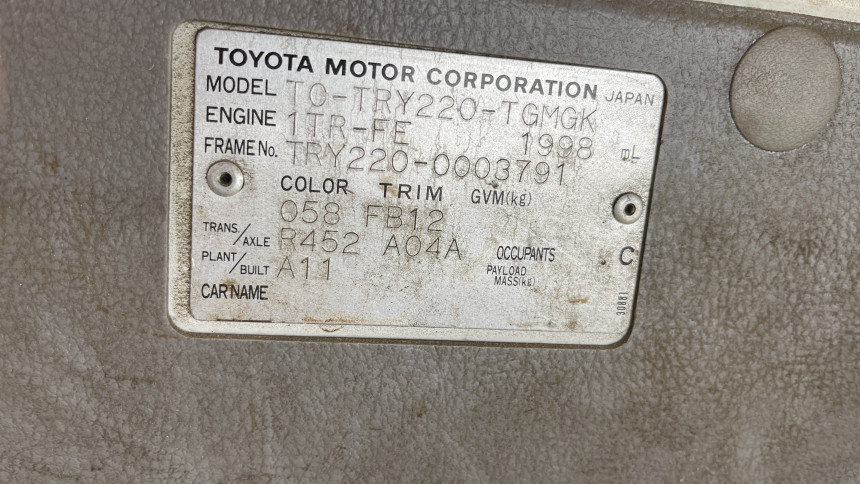 TOYOTA MOTOR CORPORATION JAPAN
MODEL TC-TRY220-TGMGK
ENGINE 1TR-FE 1998 mL
FRAME No. TRY220-0003791
COLOR TRIM GVM(kg)
058 FB12
TRANS/AXLE R452 A04A OCCUPANTS C
PLANT/BUILT A11 PAYLOAD MASS(kg)
CAR NAME
30881